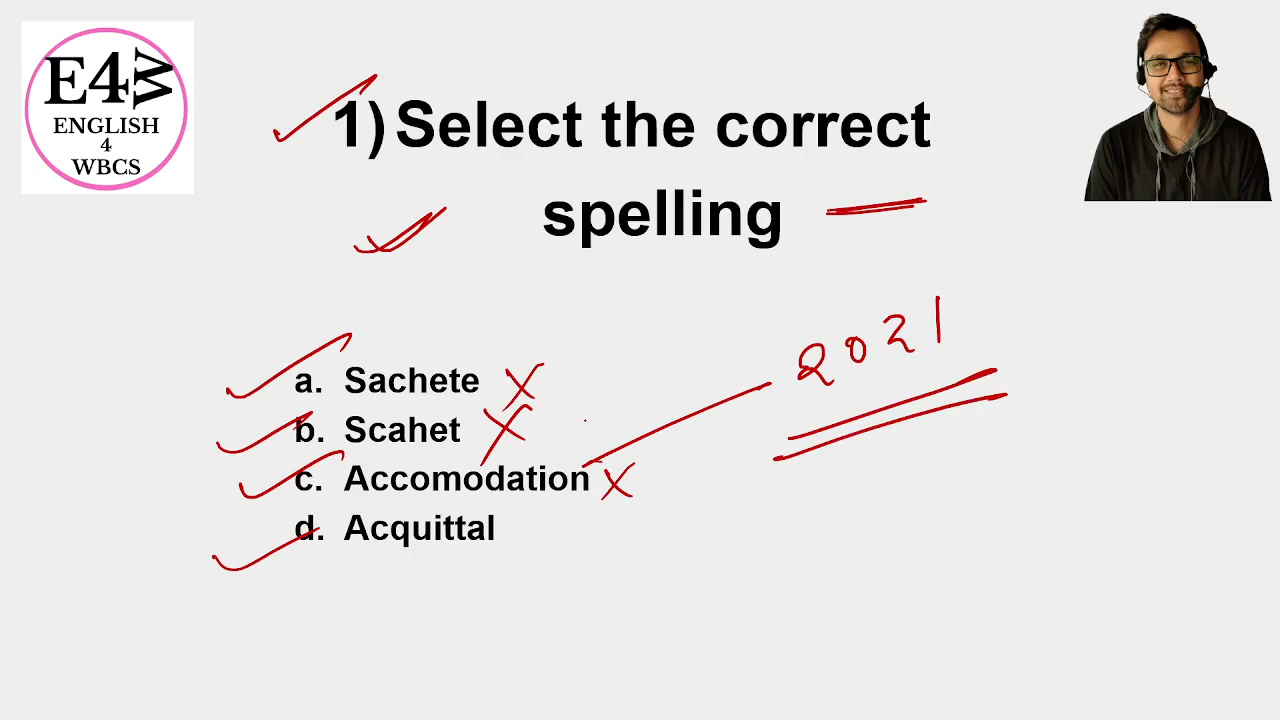 E4W
ENGLISH
4
WBCS
1) Select the correct
spelling
2021
a. Sachete X
b. Scahet X
c. Accomodation X
d. Acquittal